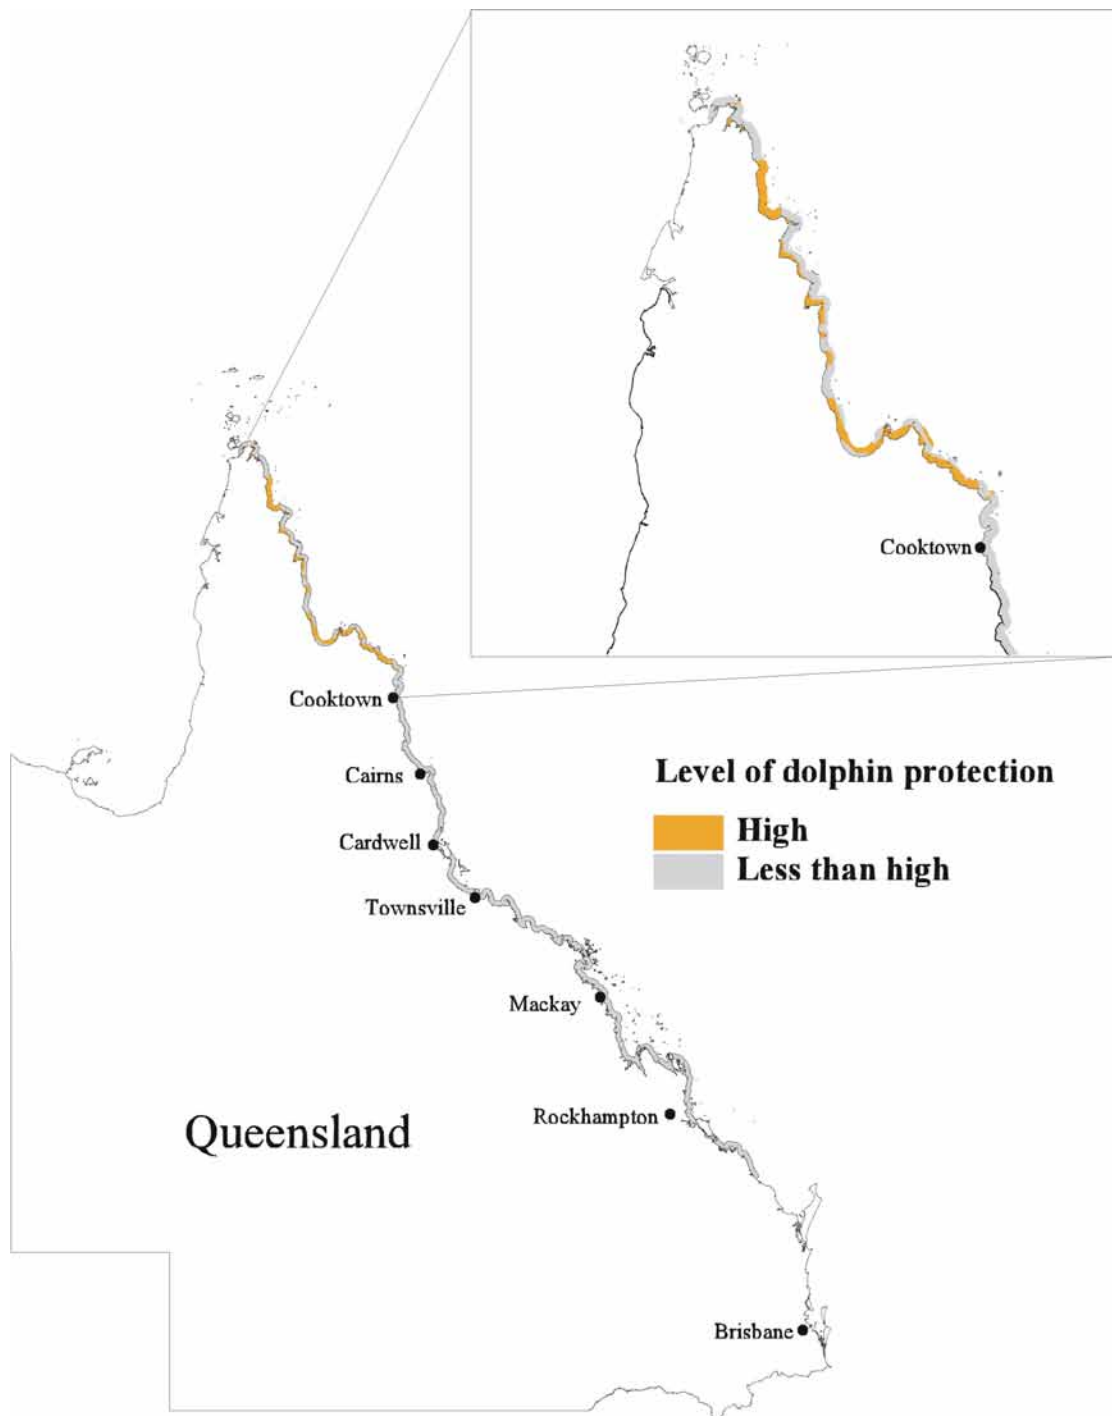 Cooktown
Cooktown
Cairns
Cardwell
Townsville
Mackay
Rockhampton
Brisbane
Queensland
Level of dolphin protection
High
Less than high